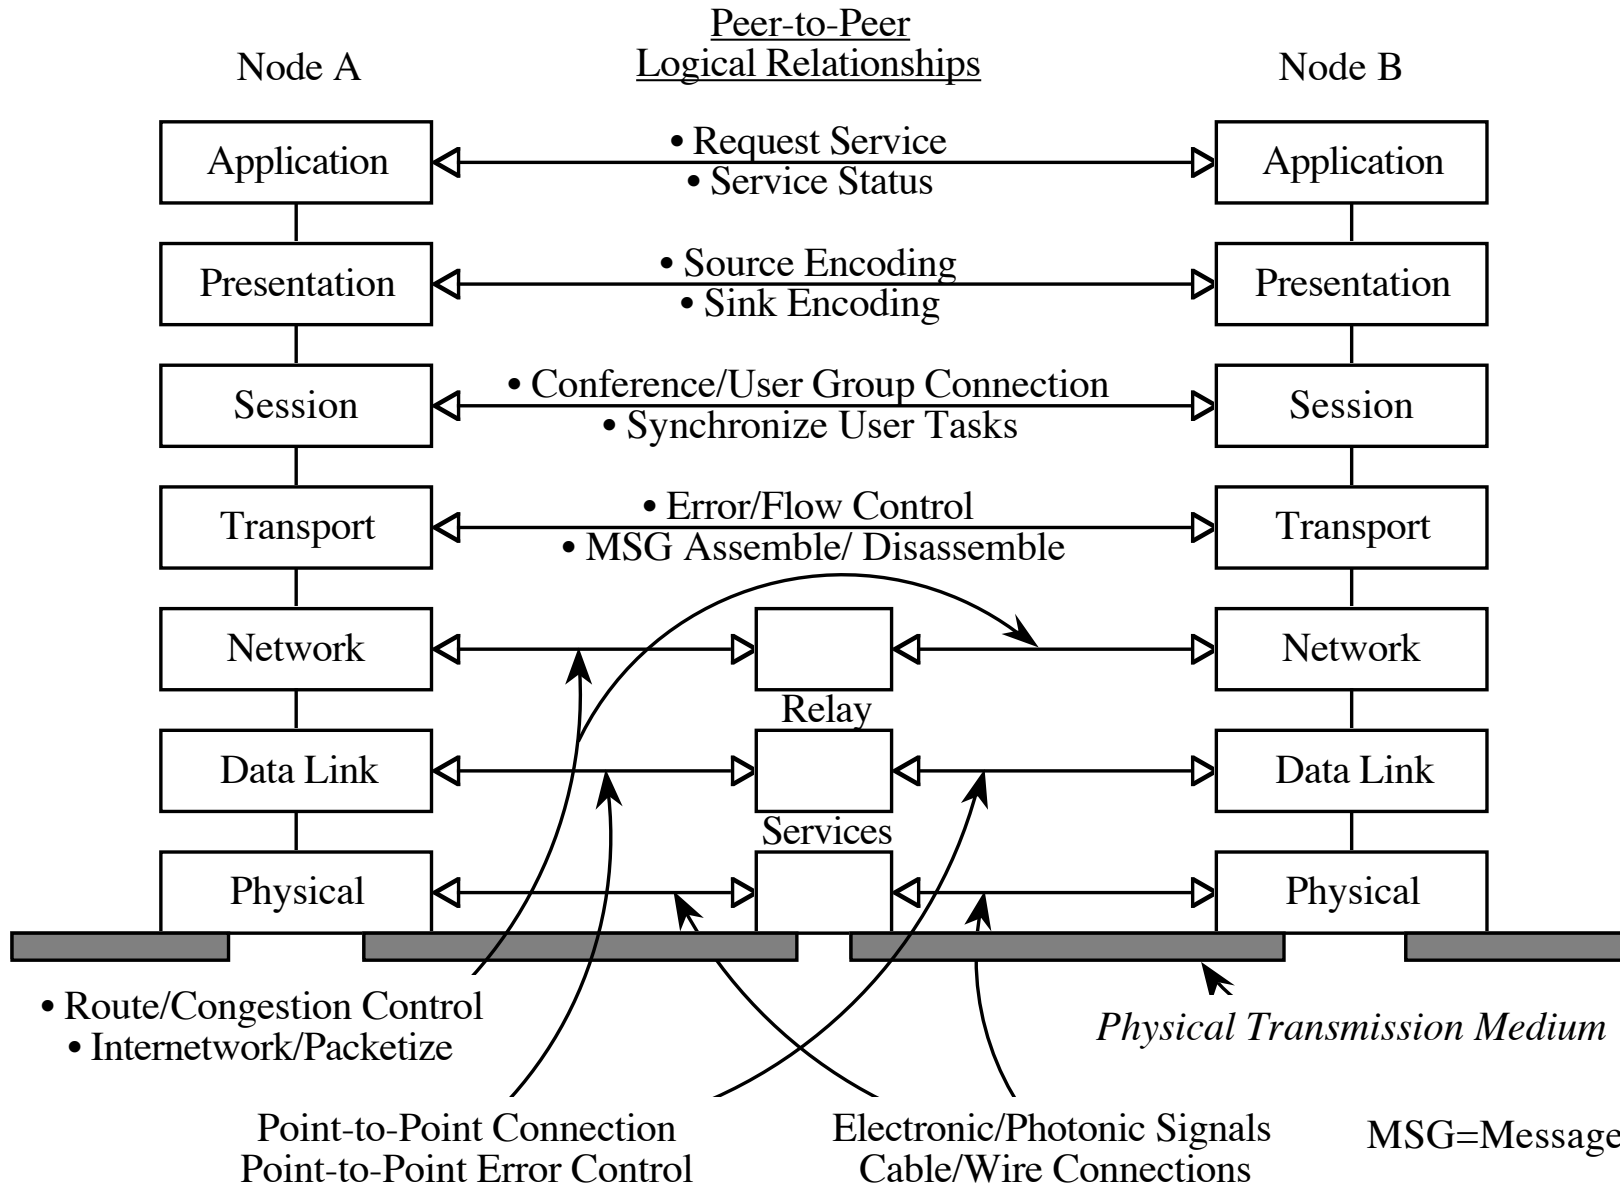 Peer-to-Peer
Logical Relationships
Node A
Node B
Application
• Request Service
• Service Status
Application
Presentation
• Source Encoding
• Sink Encoding
Presentation
Session
• Conference/User Group Connection
• Synchronize User Tasks
Session
Transport
• Error/Flow Control
• MSG Assemble/ Disassemble
Transport
Network
Network
Relay
Data Link
Data Link
Services
Physical
Physical
• Route/Congestion Control
• Internetwork/Packetize
Physical Transmission Medium
Point-to-Point Connection
Point-to-Point Error Control
Electronic/Photonic Signals
Cable/Wire Connections
MSG=Message